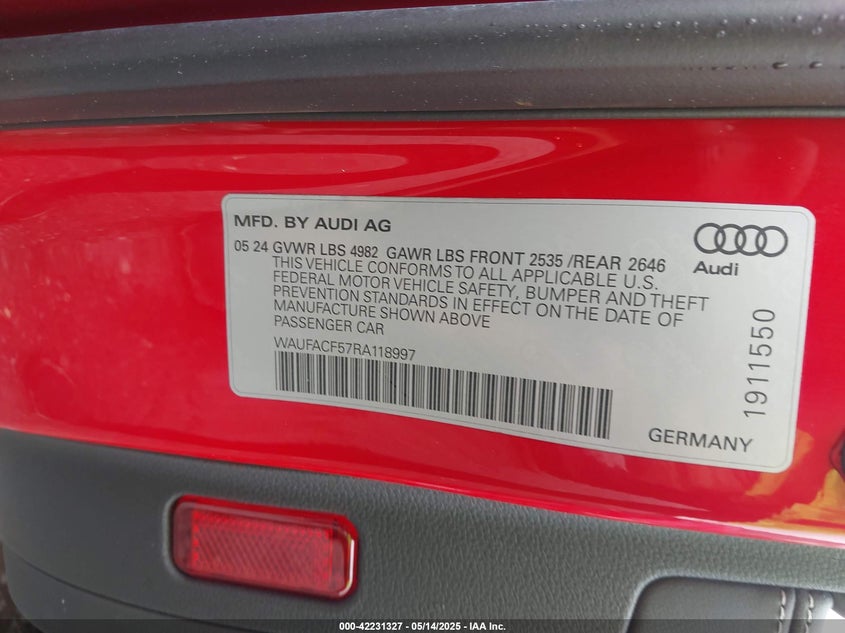 MFD. BY AUDI AG
Audi
05 24 GVWR LBS 4982 GAWR LBS FRONT 2535 /REAR 2646
THIS VEHICLE CONFORMS TO ALL APPLICABLE U.S.
FEDERAL MOTOR VEHICLE SAFETY, BUMPER AND THEFT
PREVENTION STANDARDS IN EFFECT ON THE DATE OF
MANUFACTURE SHOWN ABOVE
PASSENGER CAR
WAUFACF57RA118997
1911550
GERMANY
000-42231327 - 05/14/2025 - IAA Inc.